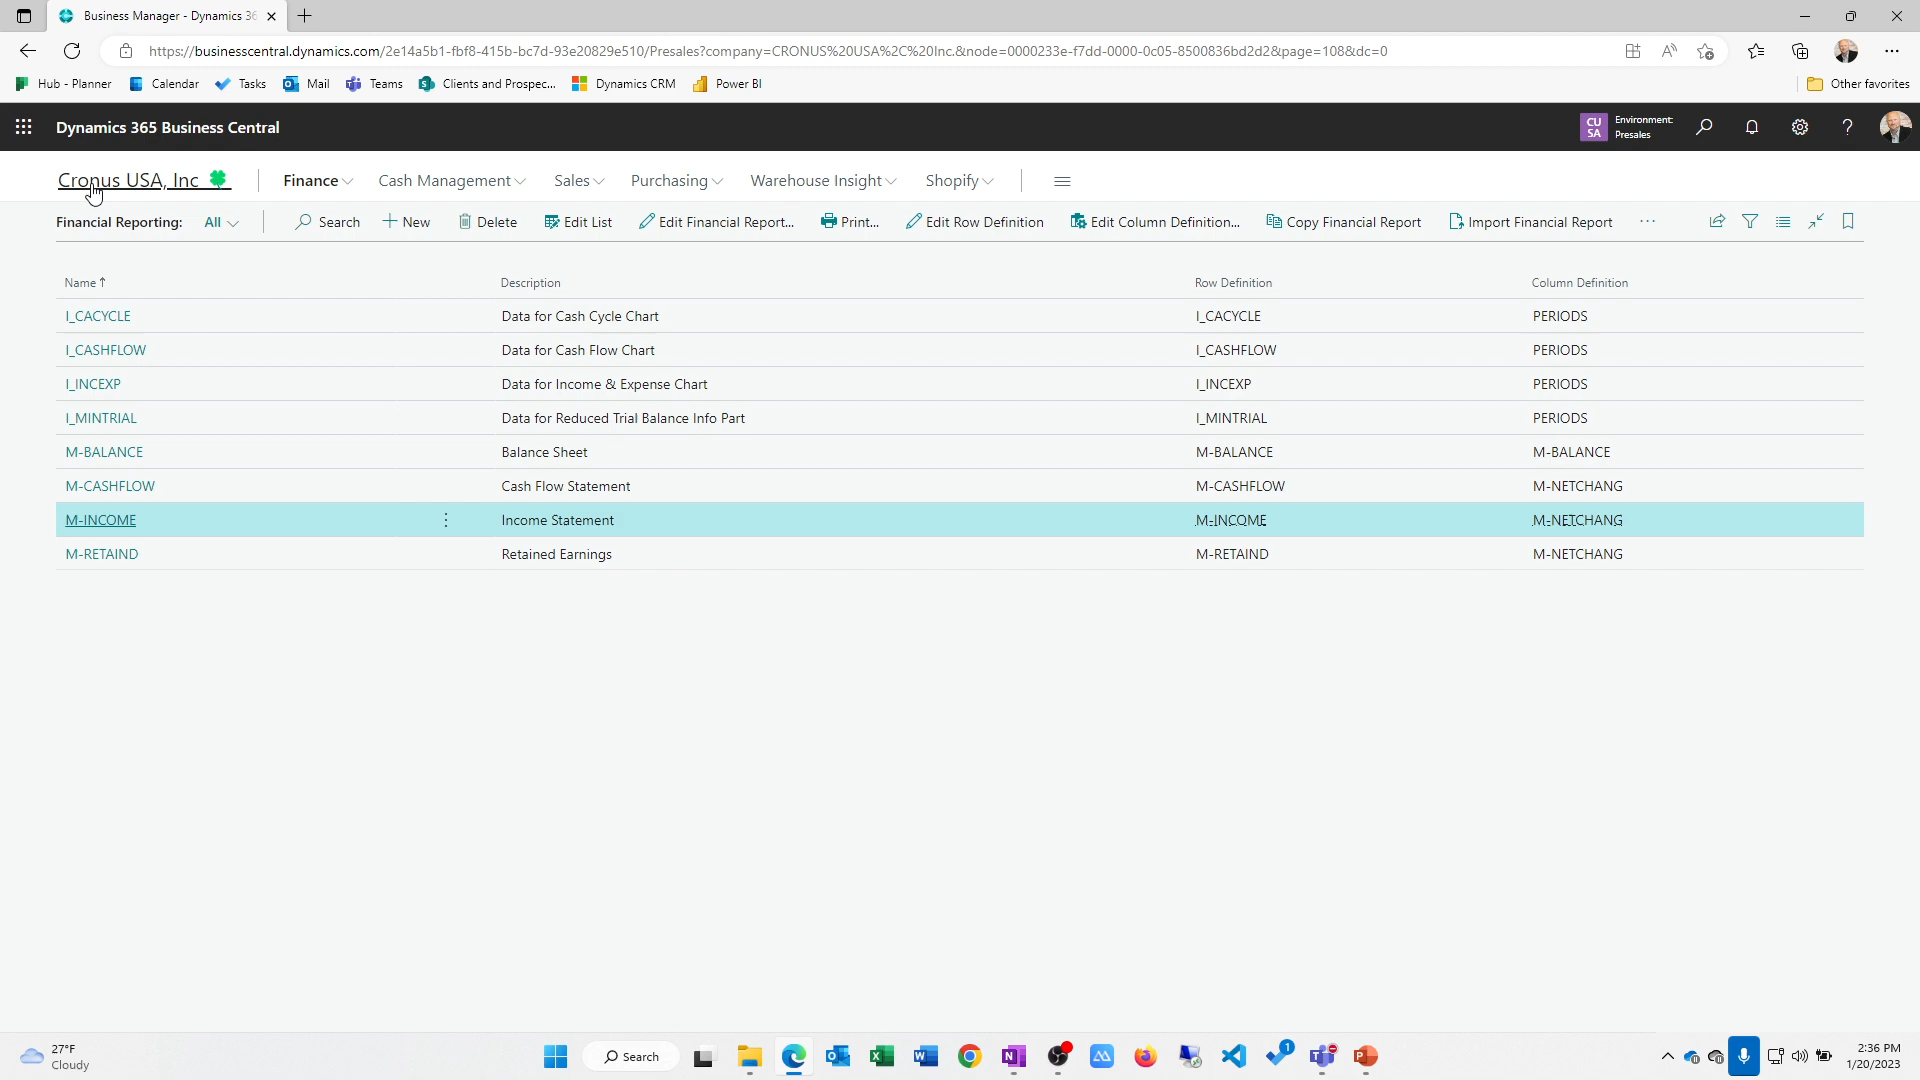 Business Manager - Dynamics 36
https://businesscentral.dynamics.com/2e14a5b1-fbf8-415b-bc7d-93e20829e510/Presales?company=CRONUS%20USA%2C%20Inc.&node=0000233e-f7dd-0000-0c05-8500836bd2d2&page=108&dc=0
Hub - Planner Calendar Tasks Mail Teams Clients and Prospec... Dynamics CRM Power BI Other favorites
Dynamics 365 Business Central CU SA Environment: Presales
Cronus USA, Inc Finance Cash Management Sales Purchasing Warehouse Insight Shopify
Financial Reporting: All Search New Delete Edit List Edit Financial Report... Print... Edit Row Definition Edit Column Definition... Copy Financial Report Import Financial Report ...
Name ↑ Description Row Definition Column Definition
I_CACYCLE Data for Cash Cycle Chart I_CACYCLE PERIODS
I_CASHFLOW Data for Cash Flow Chart I_CASHFLOW PERIODS
I_INCEXP Data for Income & Expense Chart I_INCEXP PERIODS
I_MINTRIAL Data for Reduced Trial Balance Info Part I_MINTRIAL PERIODS
M-BALANCE Balance Sheet M-BALANCE M-BALANCE
M-CASHFLOW Cash Flow Statement M-CASHFLOW M-NETCHANG
M-INCOME Income Statement M-INCOME M-NETCHANG
M-RETAIND Retained Earnings M-RETAIND M-NETCHANG
27°F
Cloudy
Search
1
2:36 PM
1/20/2023